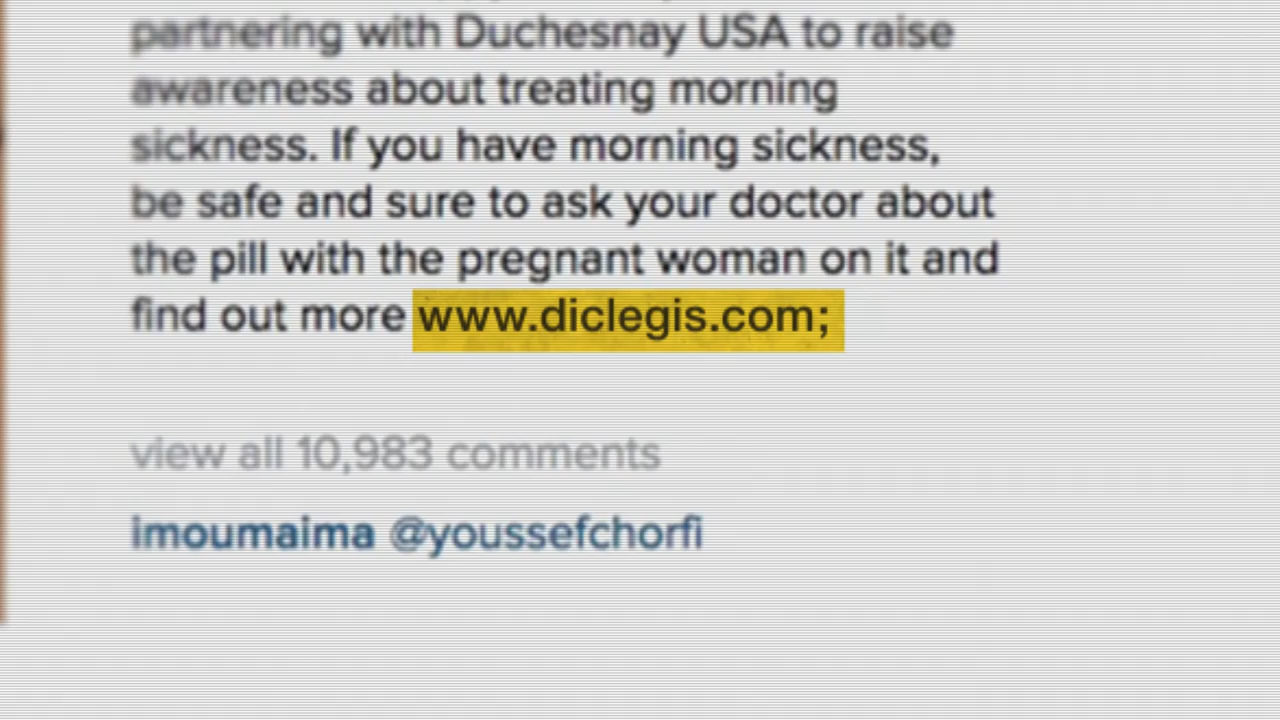 partnering with Duchesnay USA to raise
awareness about treating morning
sickness. If you have morning sickness,
be safe and sure to ask your doctor about
the pill with the pregnant woman on it and
find out more www.diclegis.com;
view all 10,983 comments
imoumaima @youssefchorfi